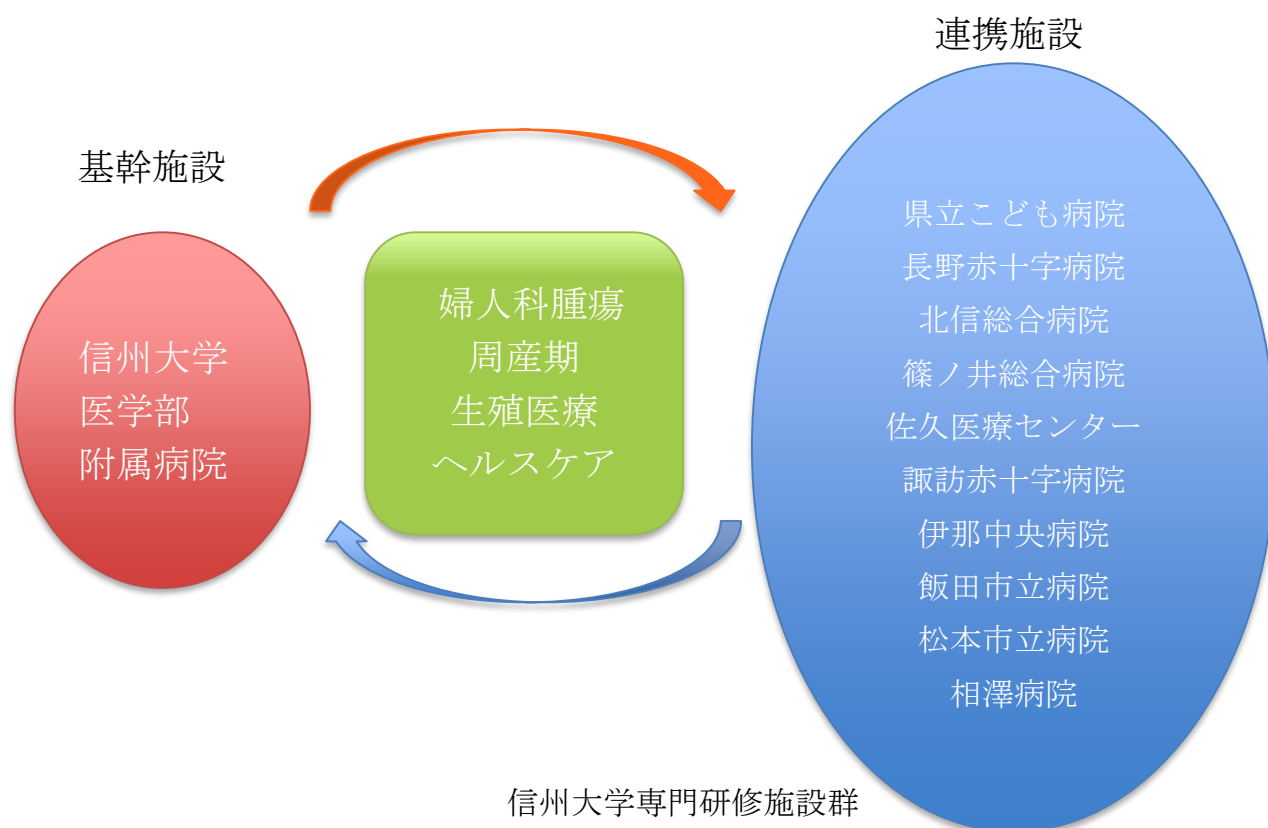 連携施設
基幹施設
信州大学
医学部
附属病院
婦人科腫瘍
周産期
生殖医療
ヘルスケア
県立こども病院
長野赤十字病院
北信総合病院
篠ノ井総合病院
佐久医療センター
諏訪赤十字病院
伊那中央病院
飯田市立病院
松本市立病院
相澤病院
信州大学専門研修施設群